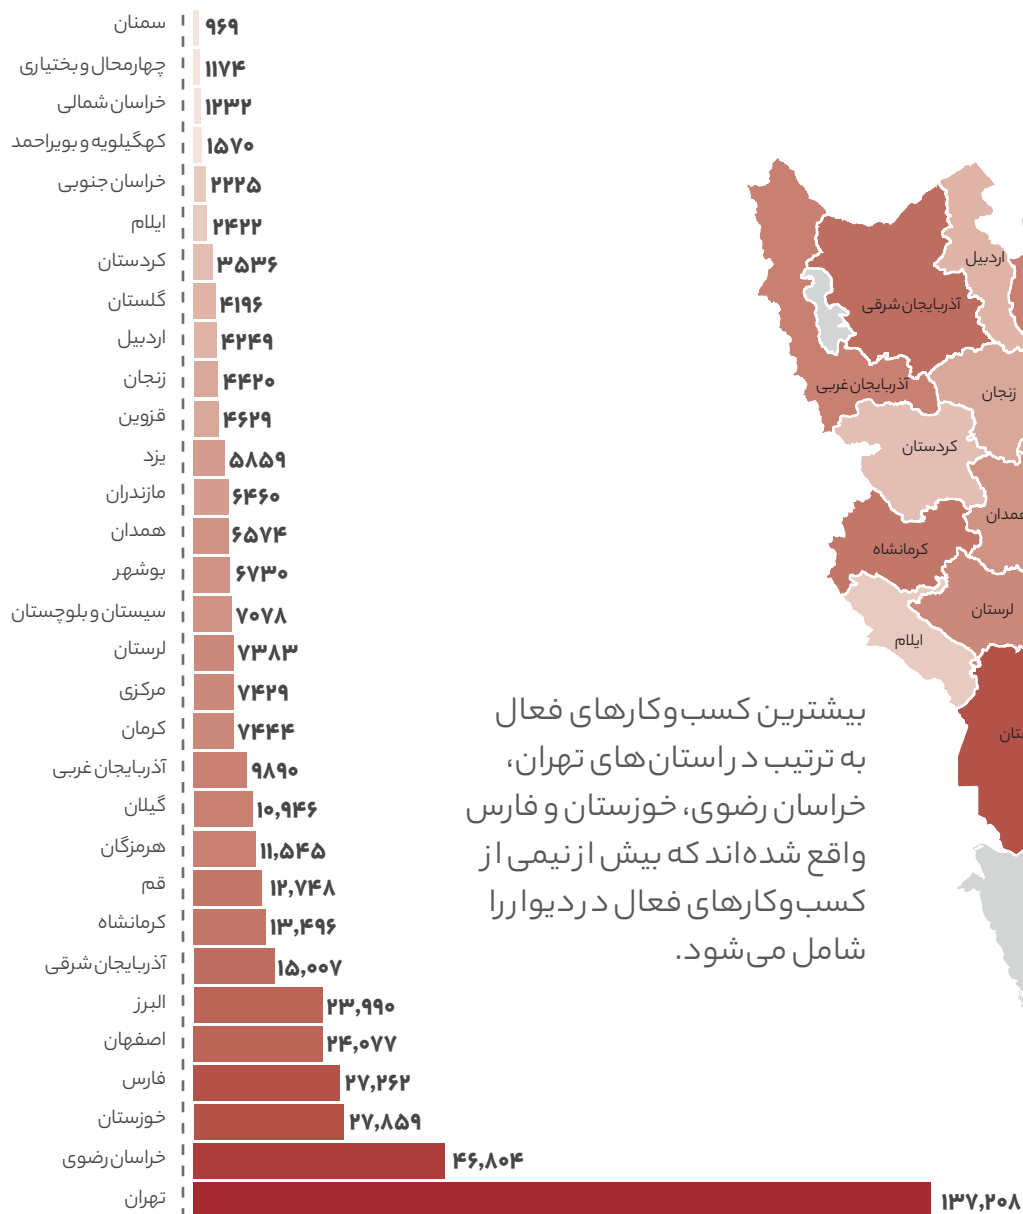 سمنان ۹۶۹
چهارمحال و بختیاری ۱۱۷۴
خراسان شمالی ۱۲۳۲
کهگیلویه و بویراحمد ۱۵۷۰
خراسان جنوبی ۲۲۲۵
ایلام ۲۴۲۲
کردستان ۳۵۳۶
گلستان ۴۱۹۶
اردبیل ۴۲۴۹
زنجان ۴۴۲۰
قزوین ۴۶۲۹
یزد ۵۸۵۹
مازندران ۶۴۶۰
همدان ۶۵۷۴
بوشهر ۶۷۳۰
سیستان و بلوچستان ۷۰۷۸
لرستان ۷۳۸۳
مرکزی ۷۴۲۹
کرمان ۷۴۴۴
آذربایجان غربی ۹۸۹۰
گیلان ۱۰,۹۴۶
هرمزگان ۱۱,۵۴۵
قم ۱۲,۷۴۸
کرمانشاه ۱۳,۴۹۶
آذربایجان شرقی ۱۵,۰۰۷
البرز ۲۳,۹۹۰
اصفهان ۲۴,۰۷۷
فارس ۲۷,۲۶۲
خوزستان ۲۷,۸۵۹
خراسان رضوی ۴۶,۸۰۴
تهران ۱۳۷,۲۰۸
اردبیل
آذربایجان شرقی
آذربایجان غربی
زنجان
کردستان
کرمانشاه
لرستان
ایلام
بیشترین کسب‌وکارهای فعال
به ترتیب در استان‌های تهران،
خراسان رضوی، خوزستان و فارس
واقع شده‌اند که بیش از نیمی از
کسب‌وکارهای فعال در دیوار را
شامل می‌شود.